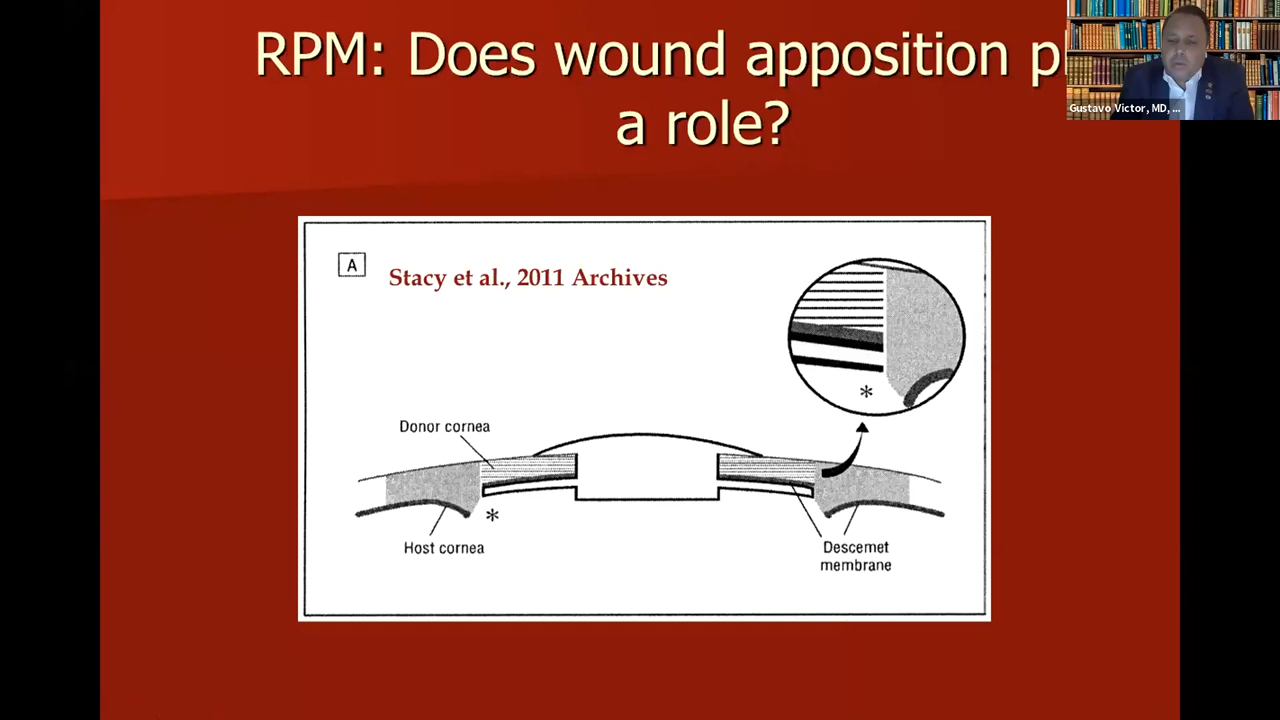 RPM: Does wound apposition
a role?
Gustavo Victor, MD, ...
A
Stacy et al., 2011 Archives
*
Donor cornea
*
Host cornea
Descemet
membrane